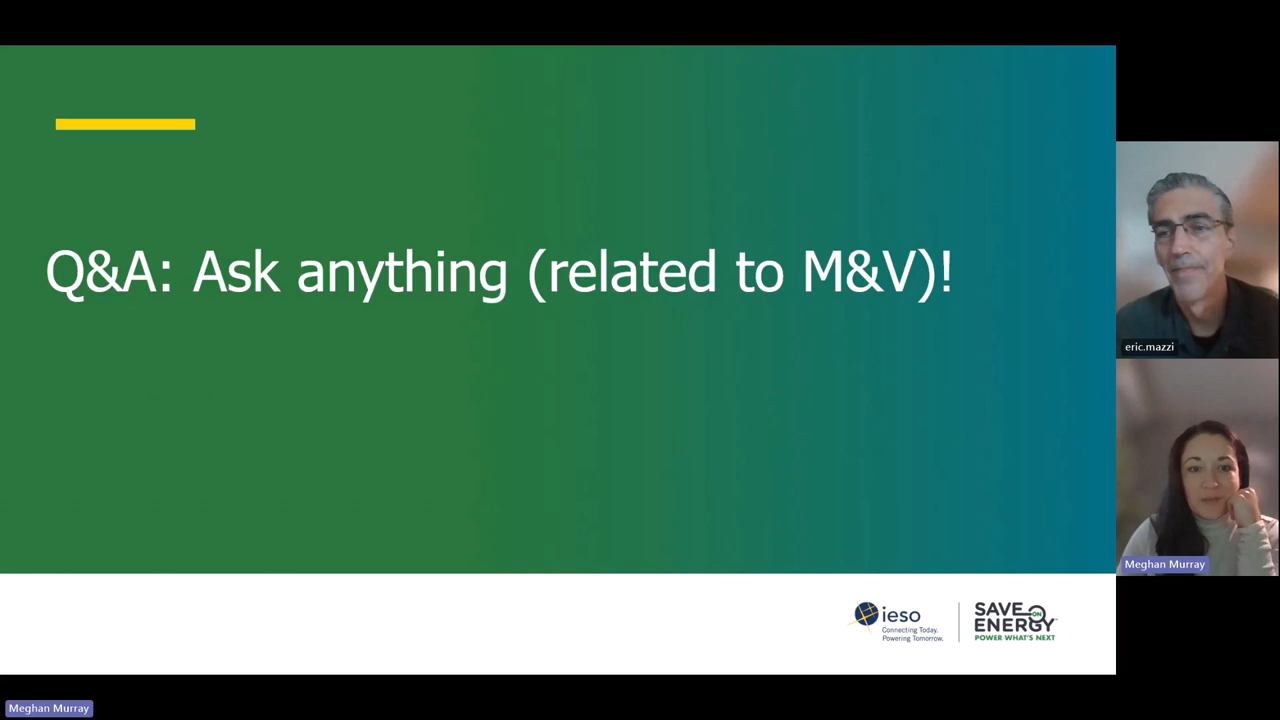 Q&A: Ask anything (related to M&V)!
eric.mazzi
Meghan Murray
ieso
Connecting Today.
Powering Tomorrow.
SAVE
ON
ENERGY
POWER WHAT'S NEXT
Meghan Murray